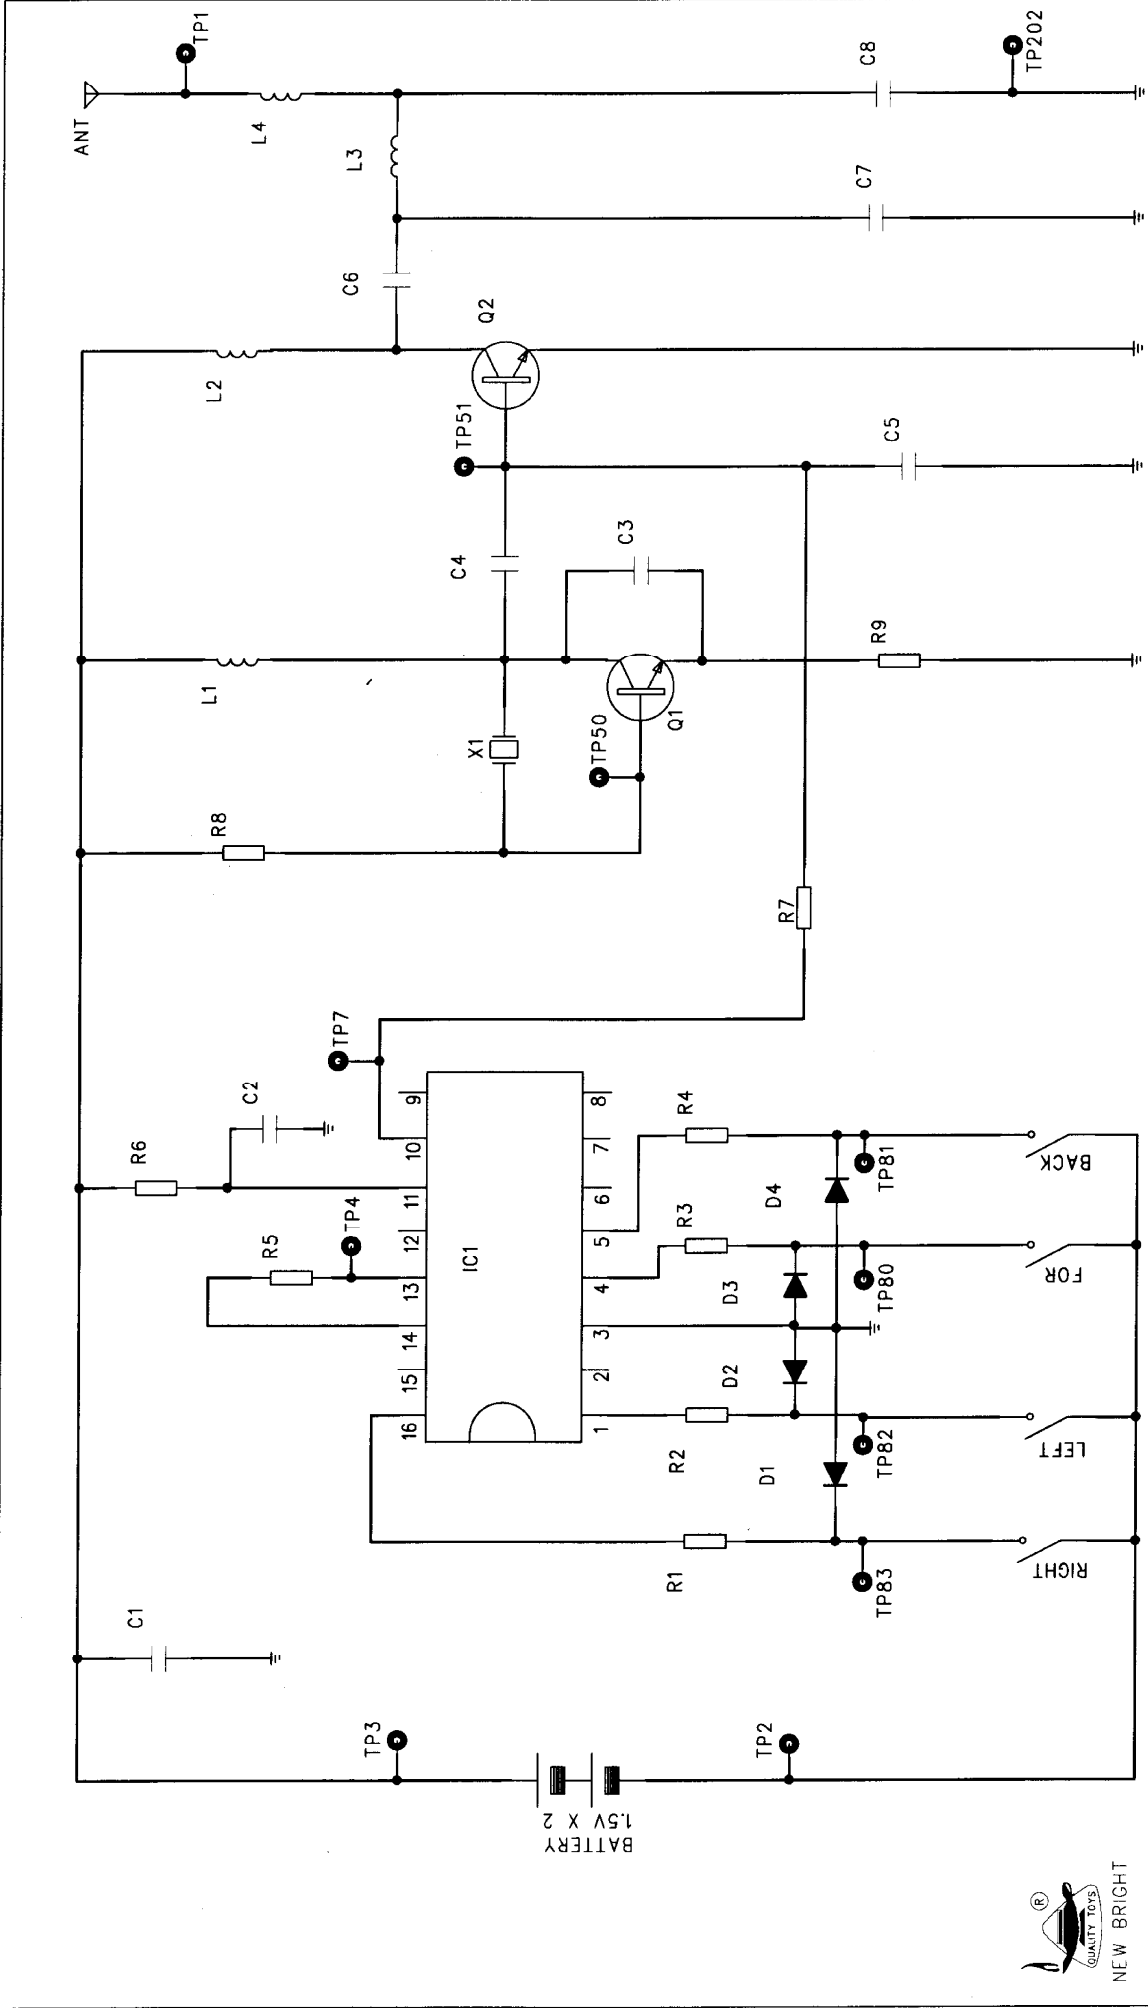 ANT
TP1
L4
L3
C8
TP202
C7
C6
L2
Q2
TP51
C5
C4
C3
L1
X1
TP50
Q1
R9
R8
R7
TP7
C2
R6
TP4
R5
IC1
16 15 14 13 12 11 10 9
1 2 3 4 5 6 7 8
R4
R3
R2
R1
D4
D3
D2
D1
TP81
TP80
TP82
TP83
BACK
FOR
LEFT
RIGHT
C1
TP3
TP2
BATTERY
1.5V X 2
®
QUALITY TOYS
NEW BRIGHT